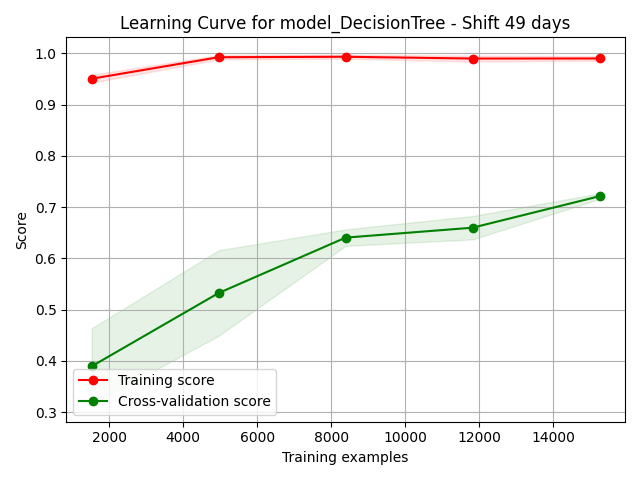 Learning Curve for model_DecisionTree - Shift 49 days
1.0
0.9
0.8
0.7
0.6
0.5
0.4
0.3
Score
Training score
Cross-validation score
2000 4000 6000 8000 10000 12000 14000
Training examples